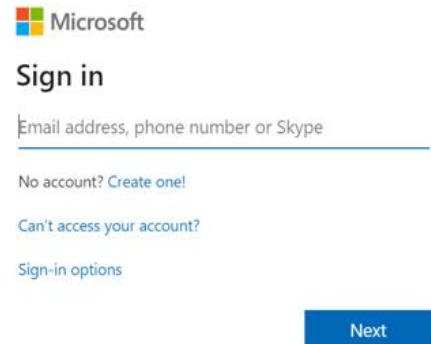 Microsoft
Sign in
Email address, phone number or Skype
No account? Create one!
Can't access your account?
Sign-in options
Next